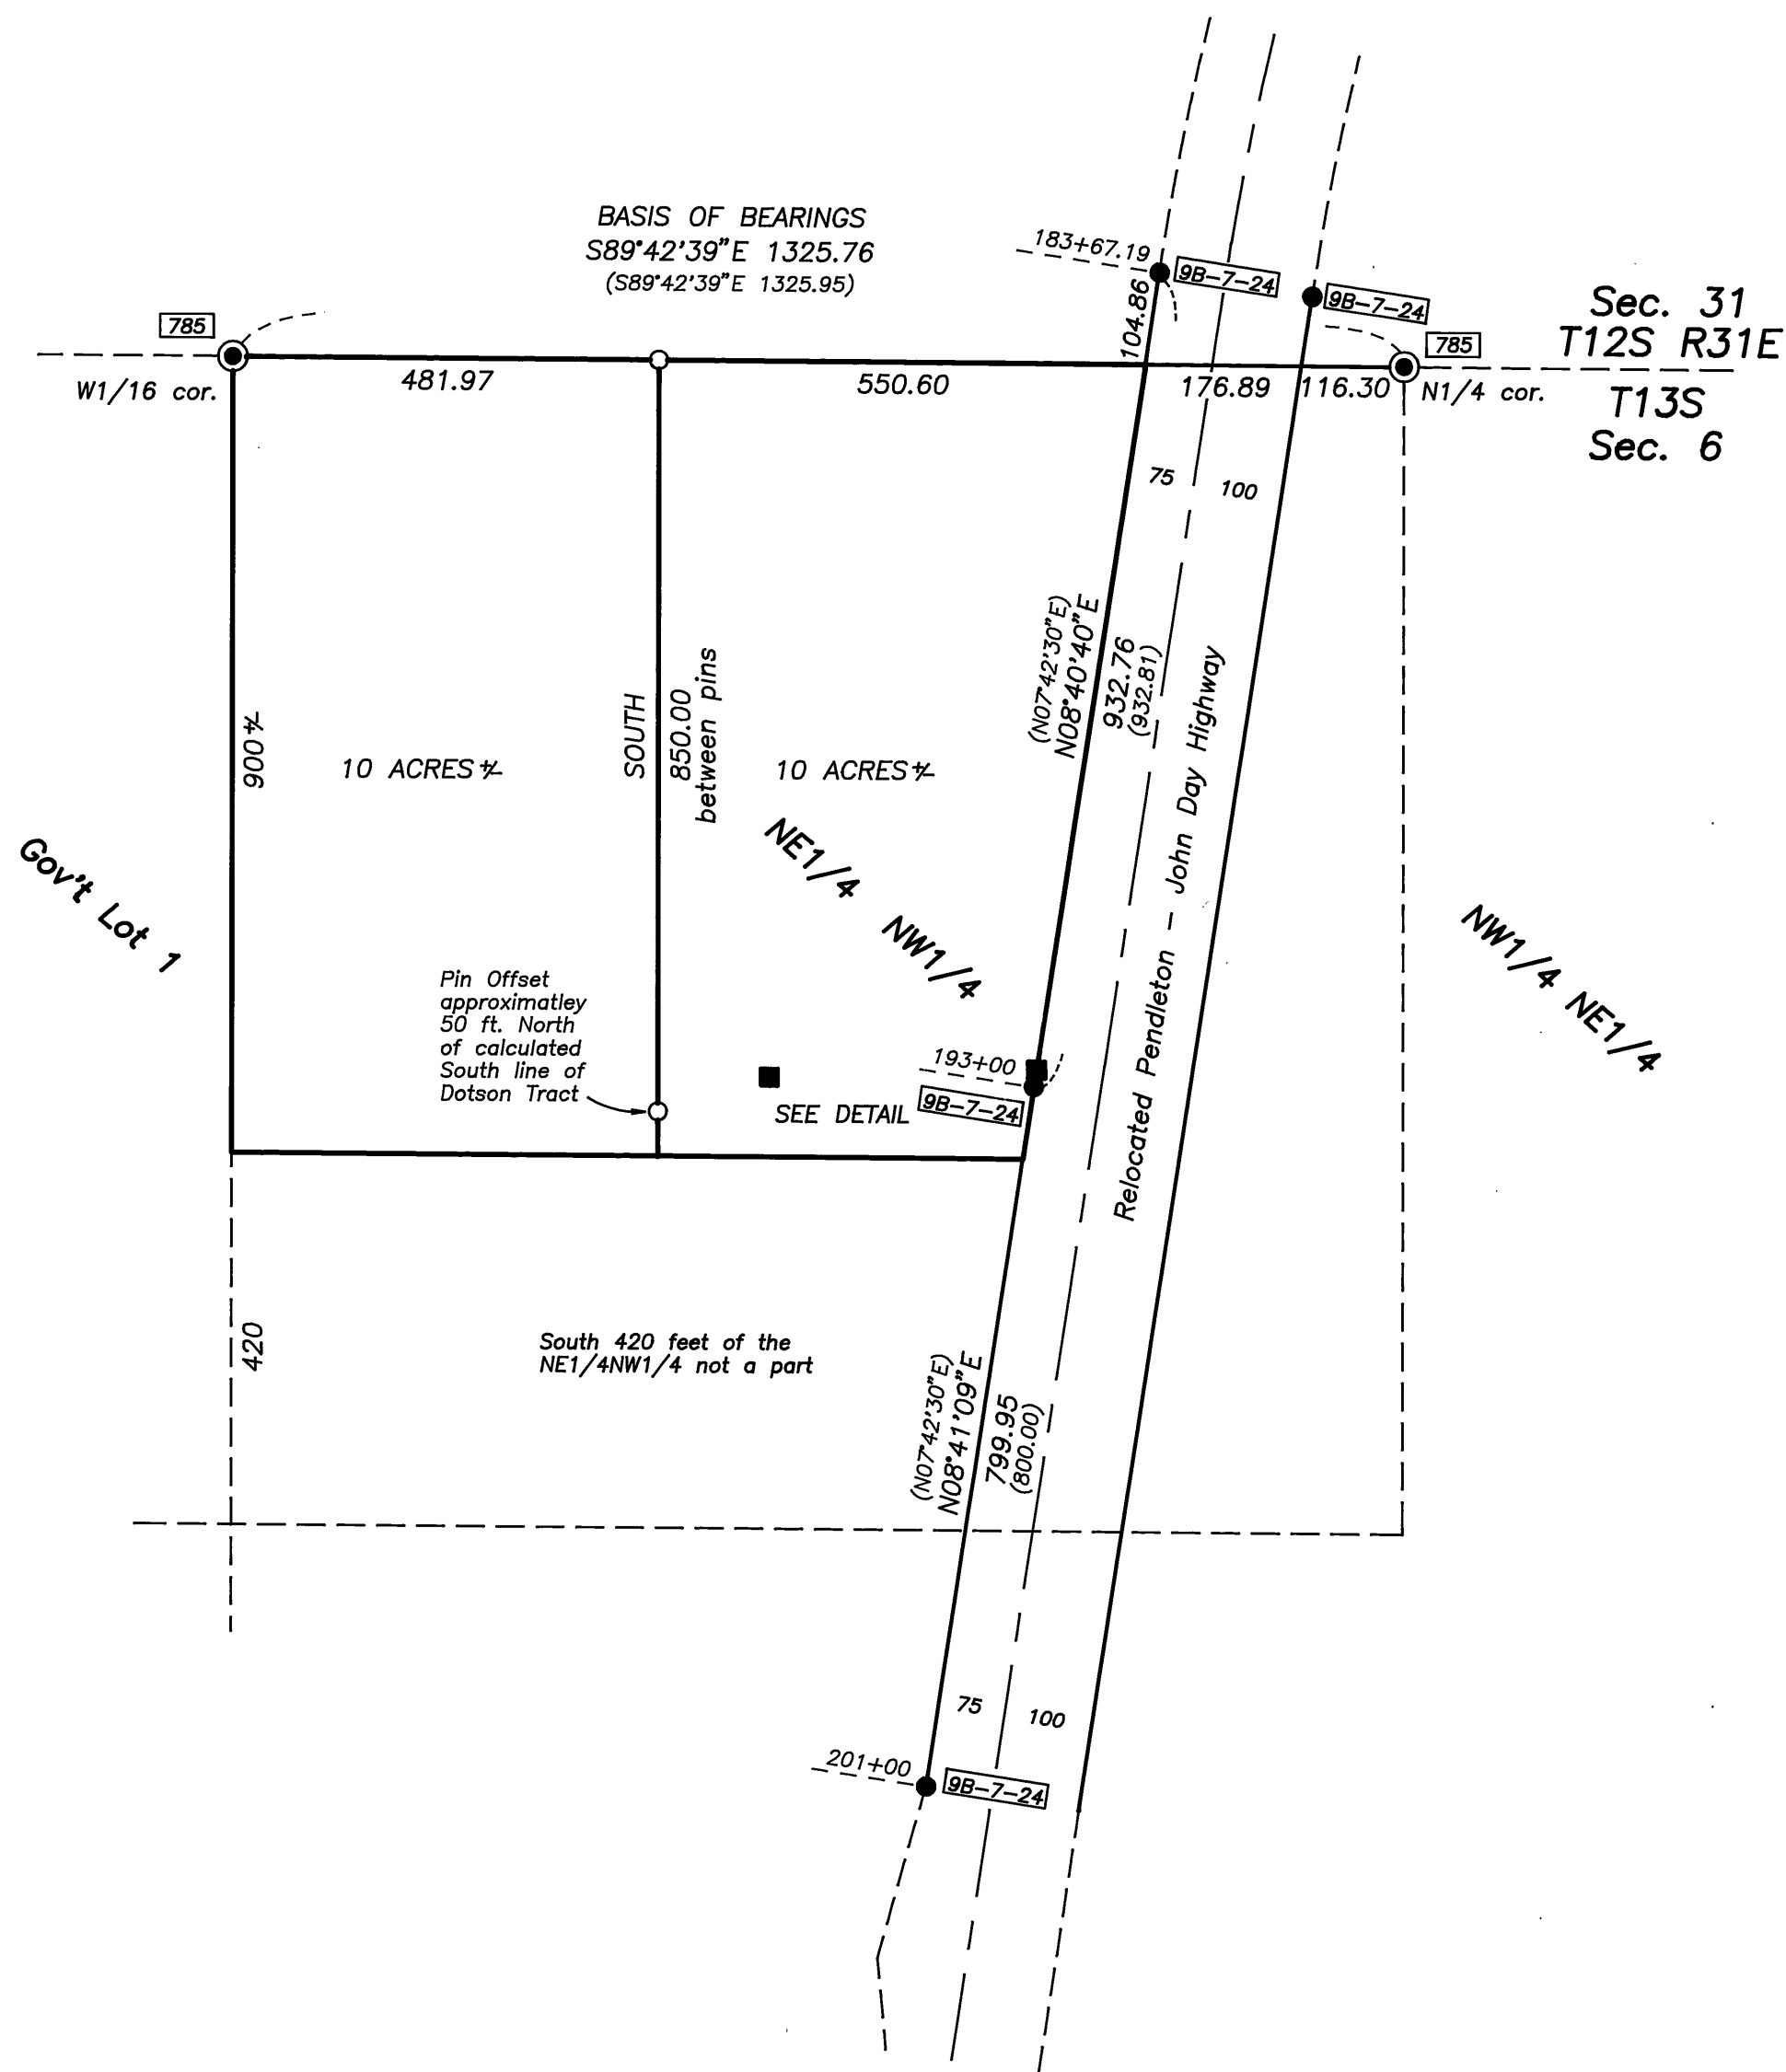 BASIS OF BEARINGS
S89°42'39"E 1325.76
(S89°42'39"E 1325.95)
183+67.19
9B-7-24
9B-7-24
104.86
Sec. 31
T12S R31E
785
785
W1/16 cor.
481.97
550.60
176.89
116.30
N1/4 cor.
T13S
Sec. 6
75
100
(N07°42'30"E)
N08°40'40"E
932.76
(932.81)
Relocated Pendleton - John Day Highway
900±
10 ACRES±
SOUTH
850.00
between pins
10 ACRES±
Gov't Lot 1
NE1/4 NW1/4
NW1/4 NE1/4
Pin Offset
approximatley
50 ft. North
of calculated
South line of
Dotson Tract
193+00
9B-7-24
SEE DETAIL
420
South 420 feet of the
NE1/4NW1/4 not a part
(N07°42'30"E)
N08°41'09"E
799.95
(800.00)
75
100
201+00
9B-7-24